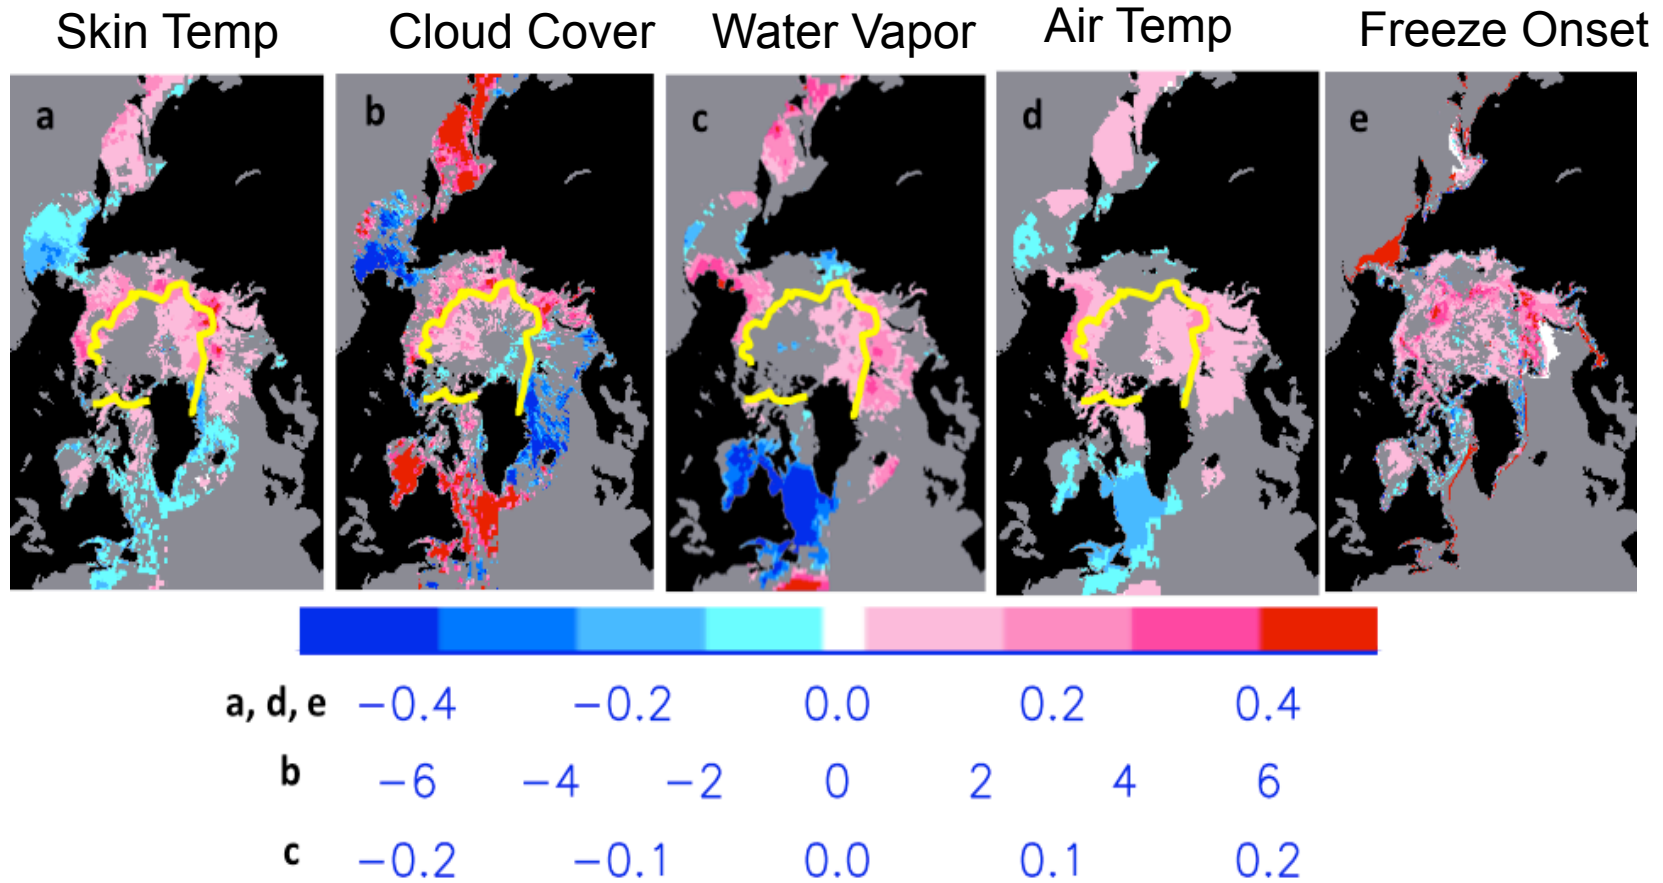 Skin Temp Cloud Cover Water Vapor Air Temp Freeze Onset
a b c d e
a, d, e −0.4 −0.2 0.0 0.2 0.4
b −6 −4 −2 0 2 4 6
c −0.2 −0.1 0.0 0.1 0.2